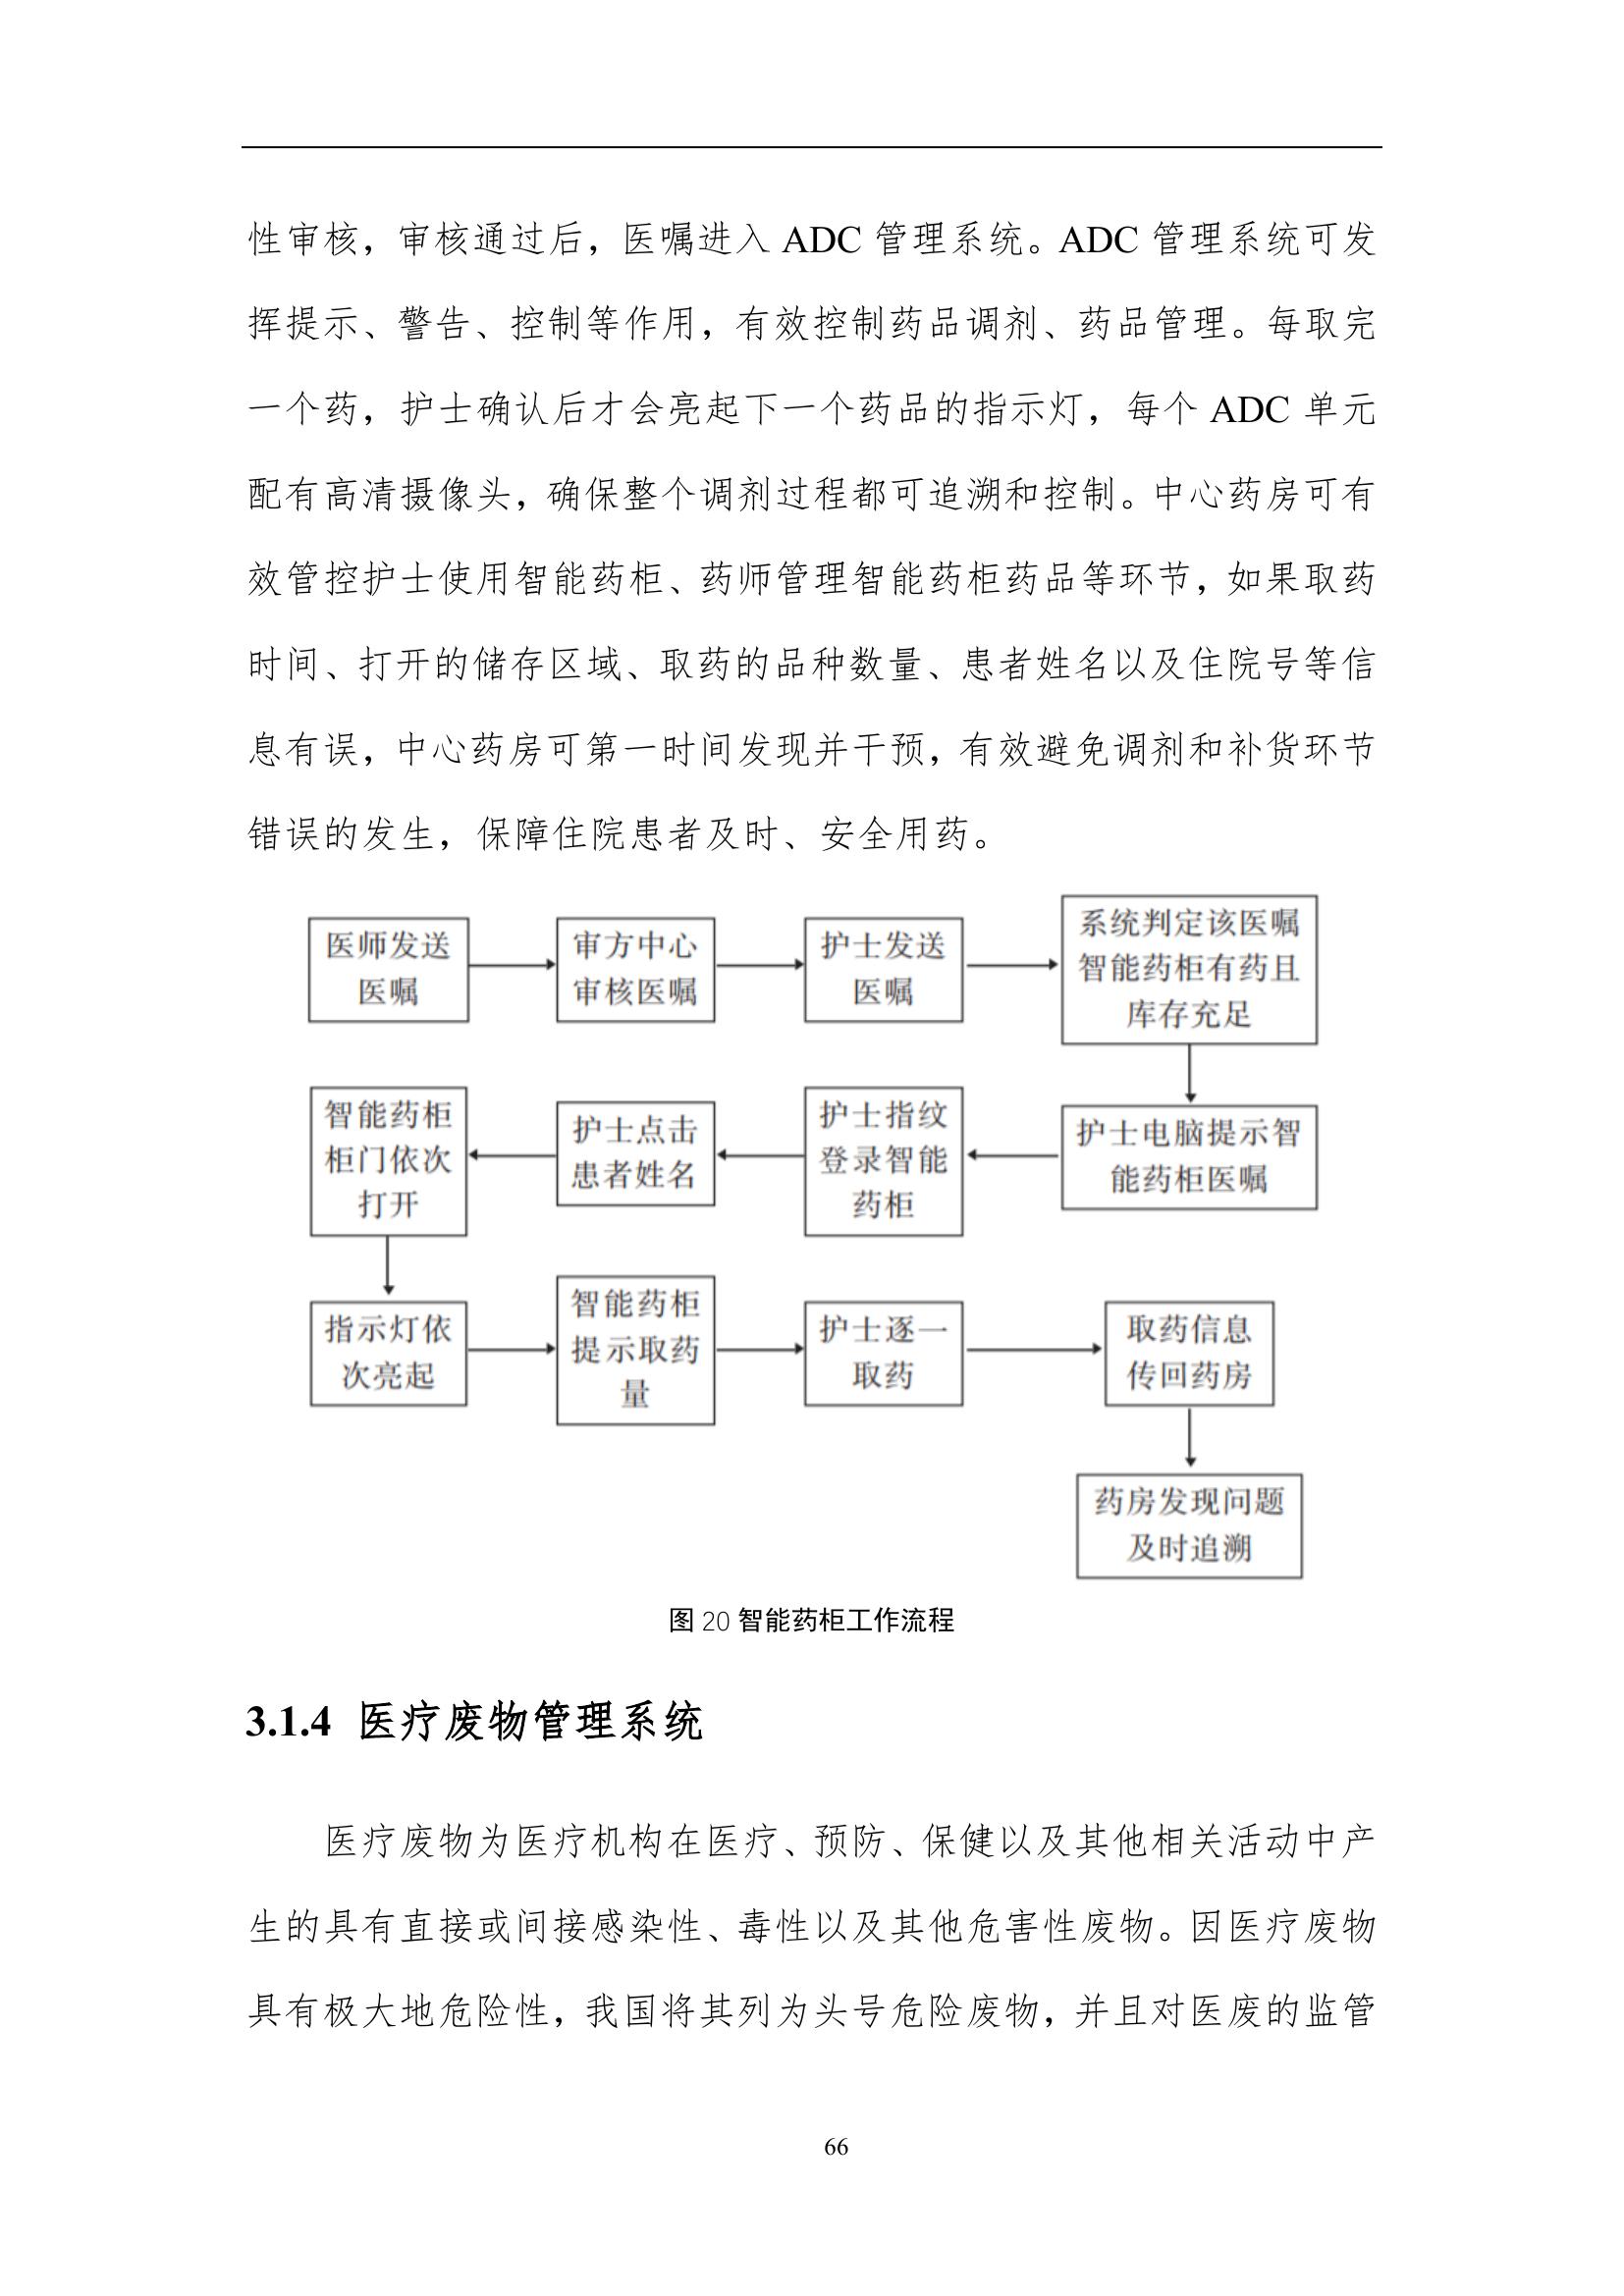 性审核，审核通过后，医嘱进入 ADC 管理系统。ADC 管理系统可发
挥提示、警告、控制等作用，有效控制药品调剂、药品管理。每取完
一个药，护士确认后才会亮起下一个药品的指示灯，每个 ADC 单元
配有高清摄像头，确保整个调剂过程都可追溯和控制。中心药房可有
效管控护士使用智能药柜、药师管理智能药柜药品等环节，如果取药
时间、打开的储存区域、取药的品种数量、患者姓名以及住院号等信
息有误，中心药房可第一时间发现并干预，有效避免调剂和补货环节
错误的发生，保障住院患者及时、安全用药。
医师发送
医嘱
审方中心
审核医嘱
护士发送
医嘱
系统判定该医嘱
智能药柜有药且
库存充足
护士电脑提示智
能药柜医嘱
护士指纹
登录智能
药柜
护士点击
患者姓名
智能药柜
柜门依次
打开
指示灯依
次亮起
智能药柜
提示取药
量
护士逐一
取药
取药信息
传回药房
药房发现问题
及时追溯
图 20 智能药柜工作流程
3.1.4 医疗废物管理系统
医疗废物为医疗机构在医疗、预防、保健以及其他相关活动中产
生的具有直接或间接感染性、毒性以及其他危害性废物。因医疗废物
具有极大地危险性，我国将其列为头号危险废物，并且对医废的监管
66